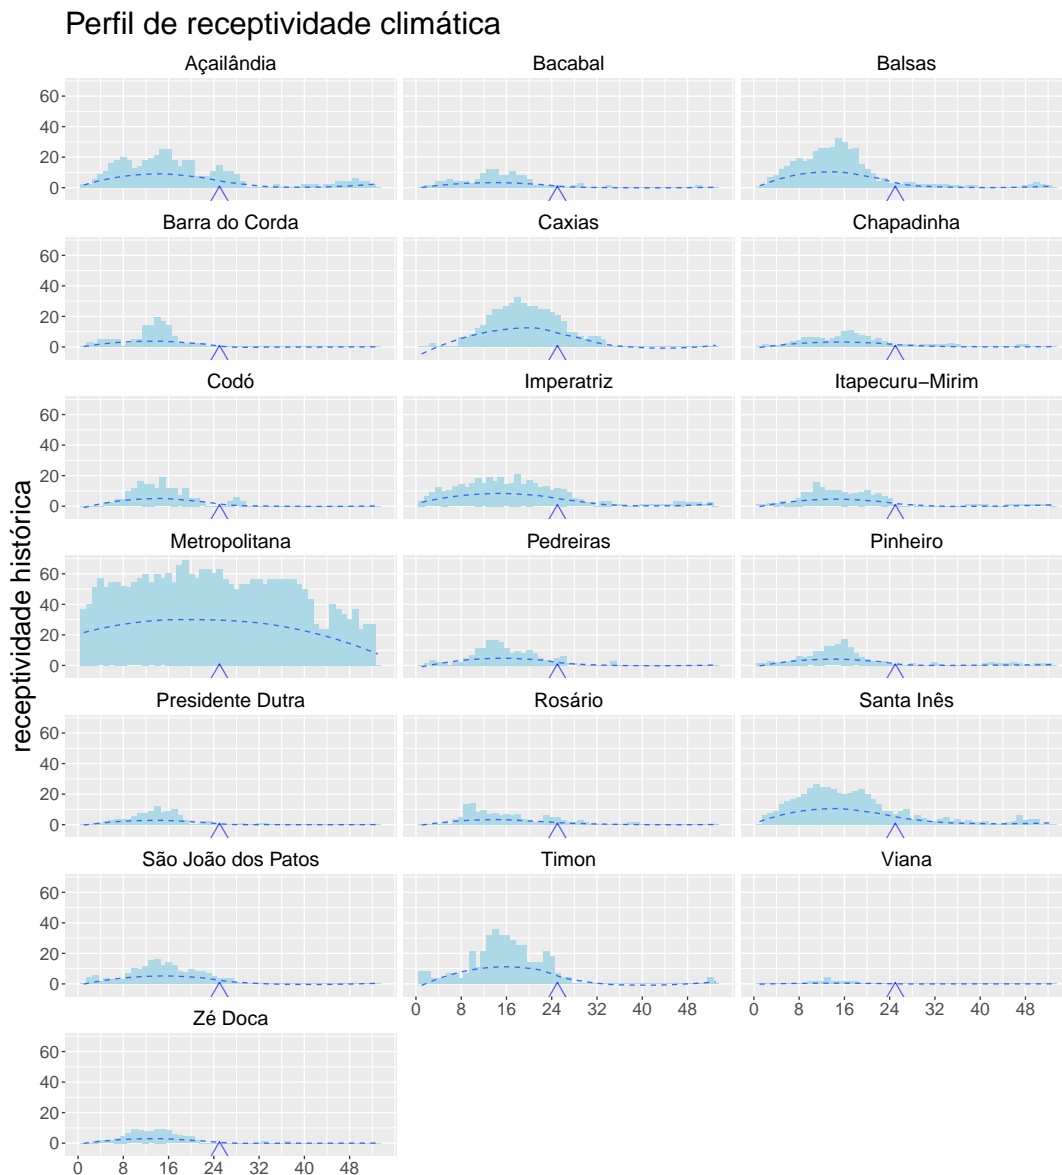 Perfil de receptividade climática
Açailândia Bacabal Balsas
60
40
20
0
Barra do Corda Caxias Chapadinha
60
40
20
0
Codó Imperatriz Itapecuru−Mirim
60
40
20
0
receptividade histórica
Metropolitana Pedreiras Pinheiro
60
40
20
0
Presidente Dutra Rosário Santa Inês
60
40
20
0
São João dos Patos Timon Viana
60
40
20
0
0 8 16 24 32 40 48 0 8 16 24 32 40 48
Zé Doca
60
40
20
0
0 8 16 24 32 40 48